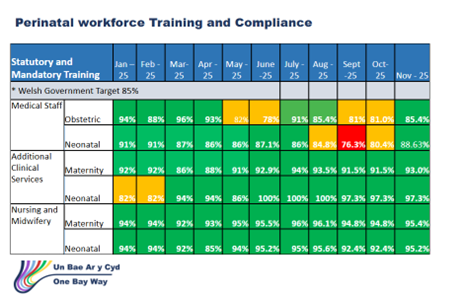 Perinatal workforce Training and Compliance
Statutory and Mandatory Training Jan – 25 Feb - 25 Mar- 25 Apr - 25 May - 25 June -25 July - 25 Aug - 25 Sept -25 Oct- 25 Nov - 25
* Welsh Government Target 85%
Medical Staff Obstetric 94% 88% 96% 93% 82% 78% 91% 85.4% 81% 81.0% 85.4%
Neonatal 91% 91% 87% 86% 86% 87.1% 86% 84.8% 76.3% 80.4% 88.63%
Additional Clinical Services Maternity 92% 92% 86% 88% 91% 92.9% 94% 93.5% 91.5% 91.5% 93.0%
Neonatal 82% 82% 94% 94% 86% 100% 100% 100% 97.3% 97.3% 97.3%
Nursing and Midwifery Maternity 94% 94% 92% 93% 95% 94.5% 96% 96.1% 94.8% 94.8% 95.4%
Neonatal 94% 94% 92% 85% 94% 95.2% 95% 95.6% 92.4% 92.4% 95.2%
Un Bae Ar y Cyd
One Bay Way